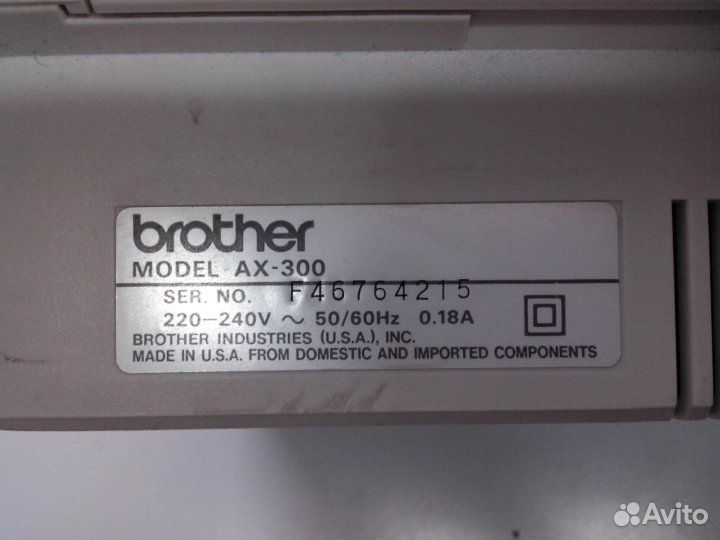 brother
MODEL AX-300
SER. NO. F46764215
220-240V ~ 50/60Hz 0.18A
BROTHER INDUSTRIES (U.S.A.), INC.
MADE IN U.S.A. FROM DOMESTIC AND IMPORTED COMPONENTS
Avito